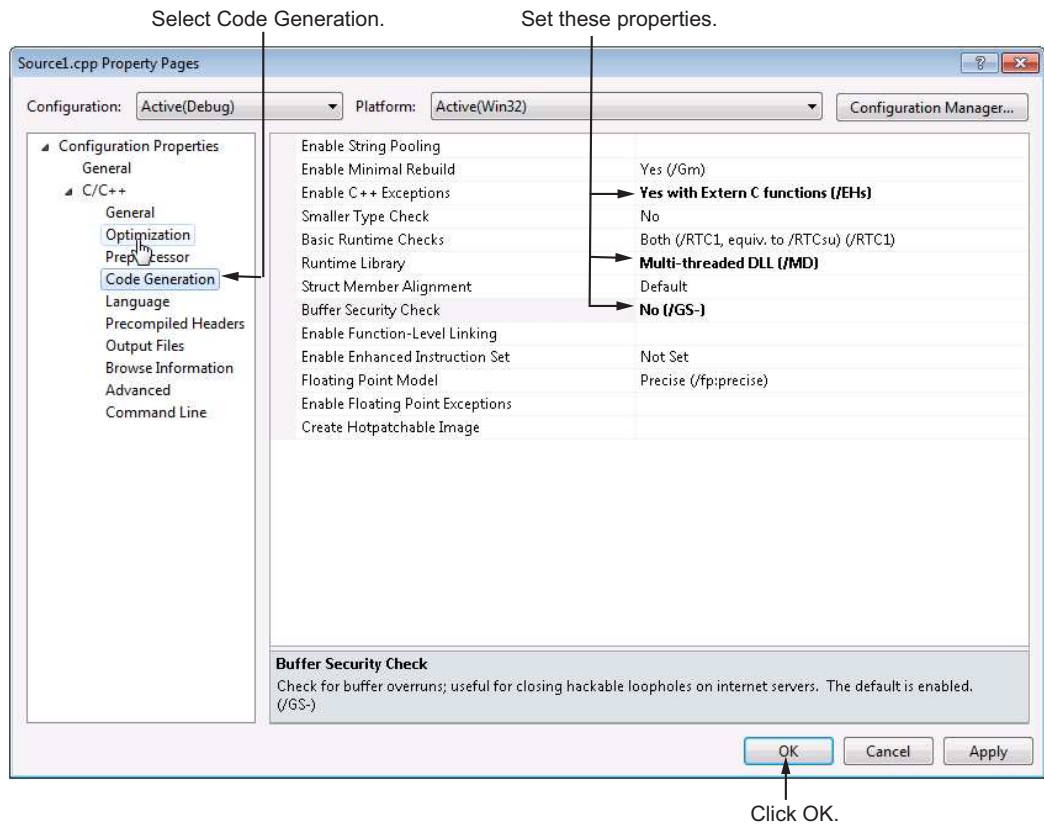 Select Code Generation.
Set these properties.
Source1.cpp Property Pages
Configuration: Active(Debug) Platform: Active(Win32) Configuration Manager...
Configuration Properties
General
C/C++
General
Optimization
Preprocessor
Code Generation
Language
Precompiled Headers
Output Files
Browse Information
Advanced
Command Line
Enable String Pooling
Enable Minimal Rebuild Yes (/Gm)
Enable C++ Exceptions Yes with Extern C functions (/EHs)
Smaller Type Check No
Basic Runtime Checks Both (/RTC1, equiv. to /RTCsu) (/RTC1)
Runtime Library Multi-threaded DLL (/MD)
Struct Member Alignment Default
Buffer Security Check No (/GS-)
Enable Function-Level Linking
Enable Enhanced Instruction Set Not Set
Floating Point Model Precise (/fp:precise)
Enable Floating Point Exceptions
Create Hotpatchable Image
Buffer Security Check
Check for buffer overruns; useful for closing hackable loopholes on internet servers. The default is enabled.
(/GS-)
OK Cancel Apply
Click OK.